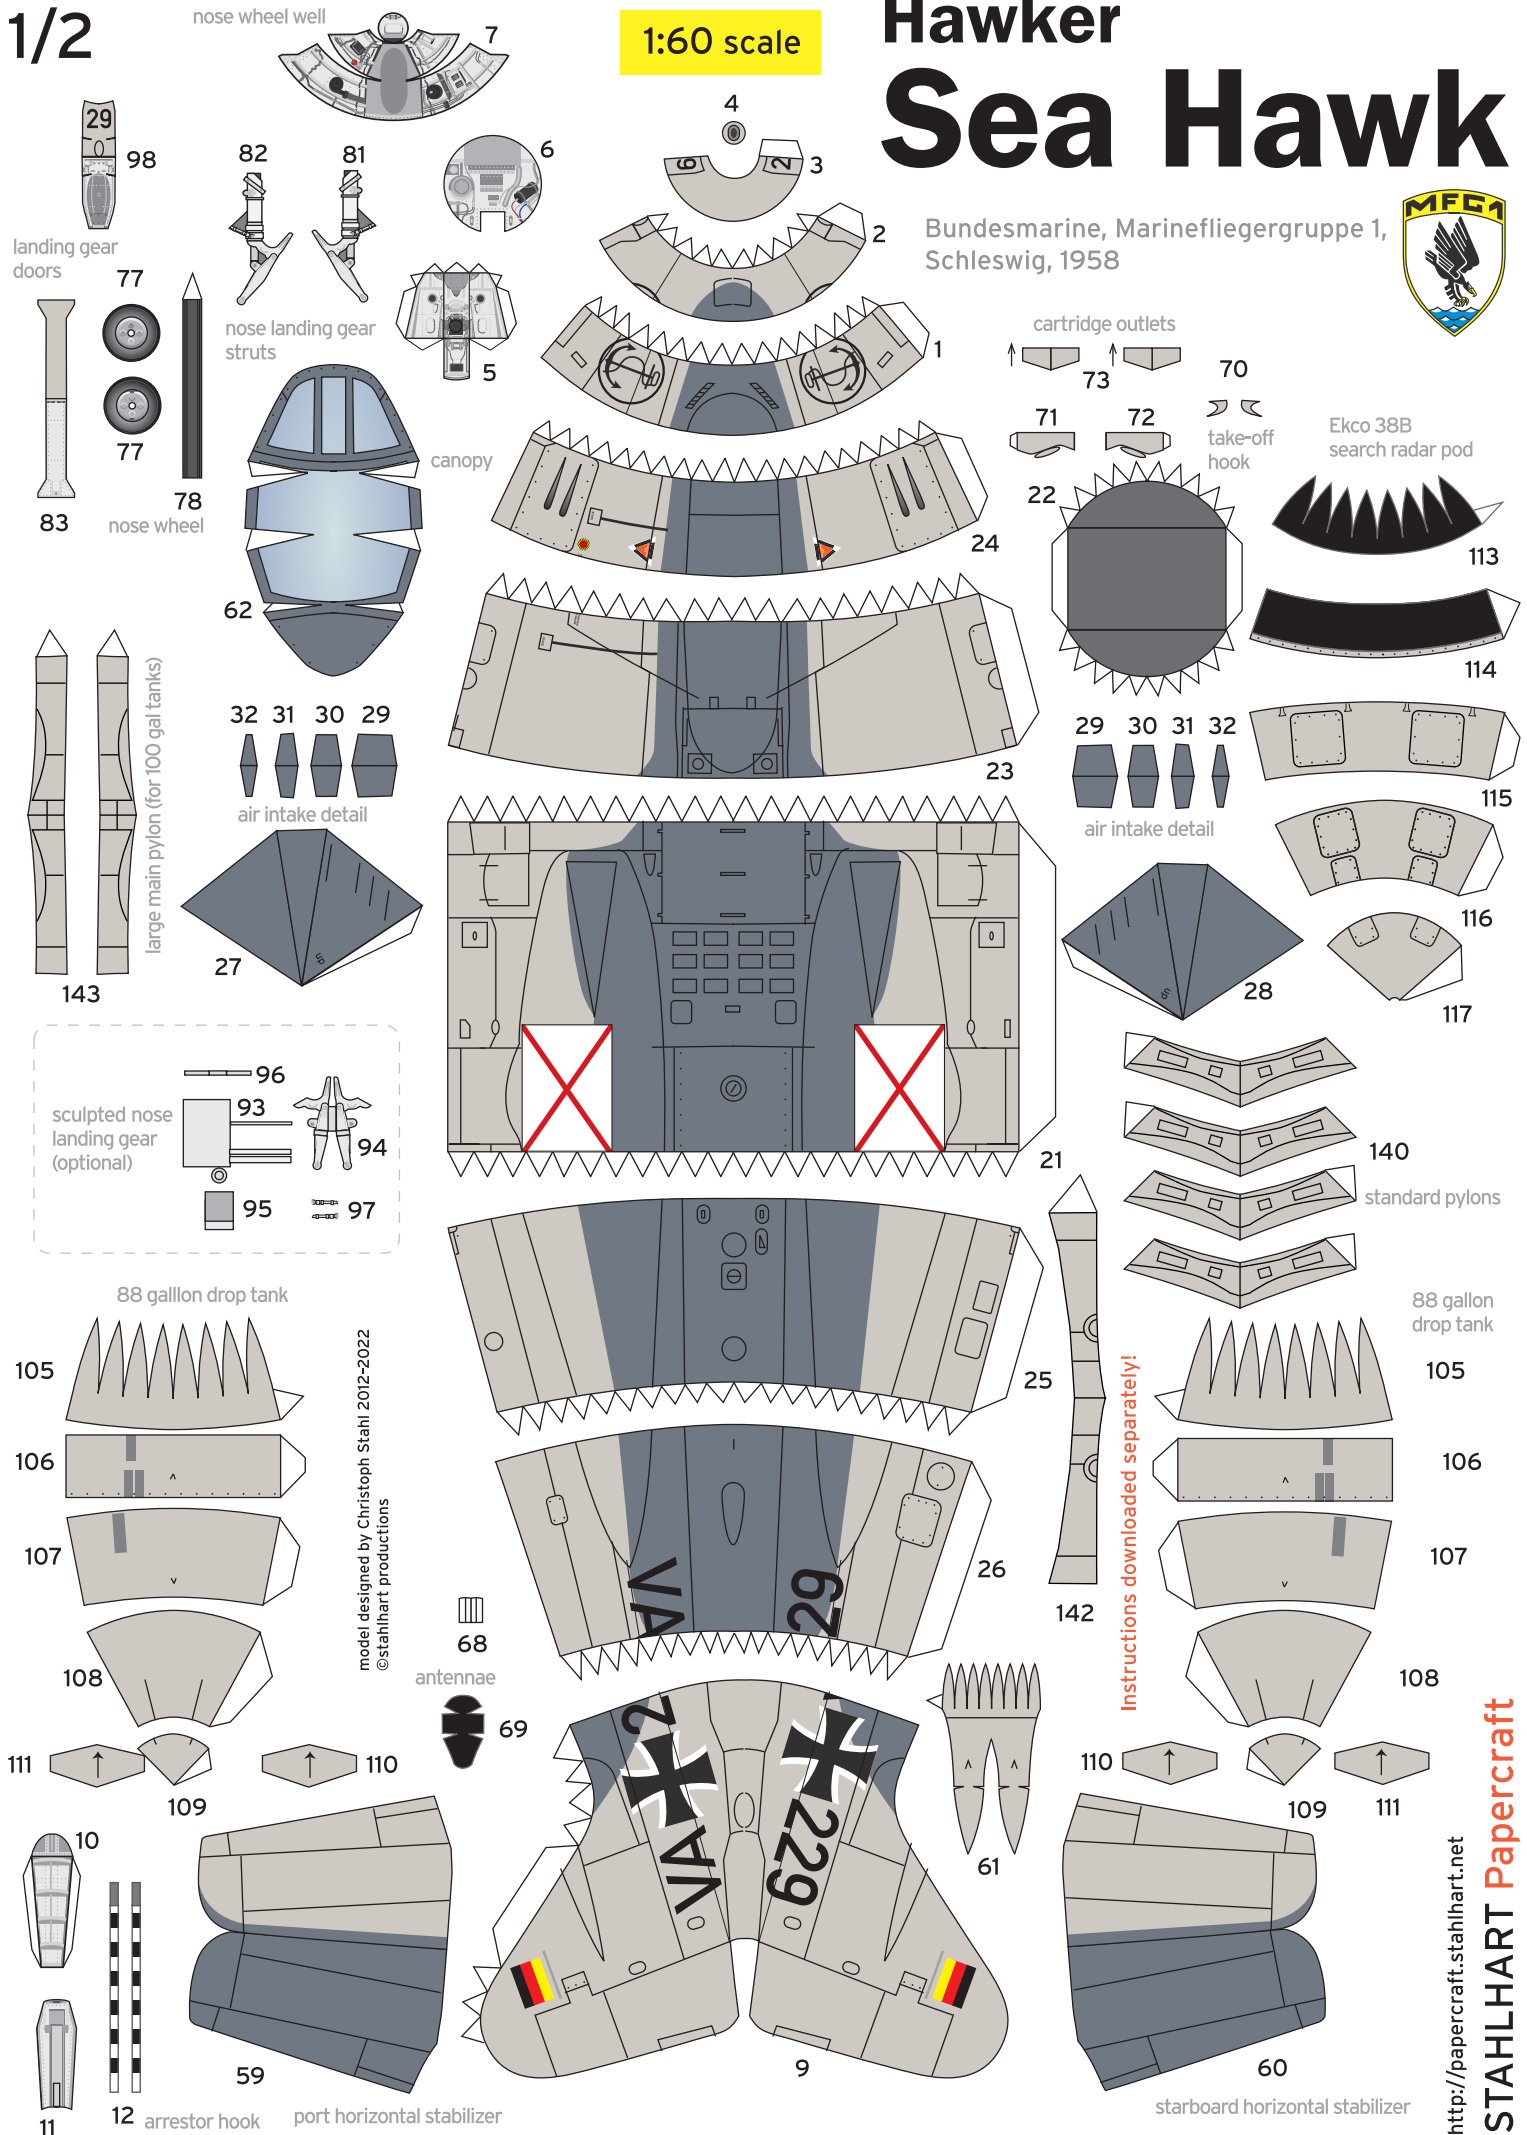 1/2
nose wheel well
7
1:60 scale
Hawker
Sea Hawk
MFG1
Bundesmarine, Marinefliegergruppe 1,
Schleswig, 1958
4
6 2 3
2
1
29
98
landing gear
doors
82
81
6
5
77
77
78
nose wheel
83
nose landing gear
struts
canopy
62
cartridge outlets
73
70
71
72
take-off
hook
Ekco 38B
search radar pod
22
24
113
114
23
115
116
117
large main pylon (for 100 gal tanks)
143
32 31 30 29
air intake detail
27
up
29 30 31 32
air intake detail
28
up
21
sculpted nose
landing gear
(optional)
96
93
94
95
97
140
standard pylons
25
142
88 galllon drop tank
105
106
107
108
111
110
109
model designed by Christoph Stahl 2012-2022
©stahlhart productions
VA
29
26
68
antennae
69
Instructions downloaded separately!
88 gallon
drop tank
105
106
107
108
110
109
111
61
2
VA
229
9
10
11
12
arrestor hook
59
port horizontal stabilizer
60
starboard horizontal stabilizer
http://papercraft.stahlhart.net
STAHLHART Papercraft